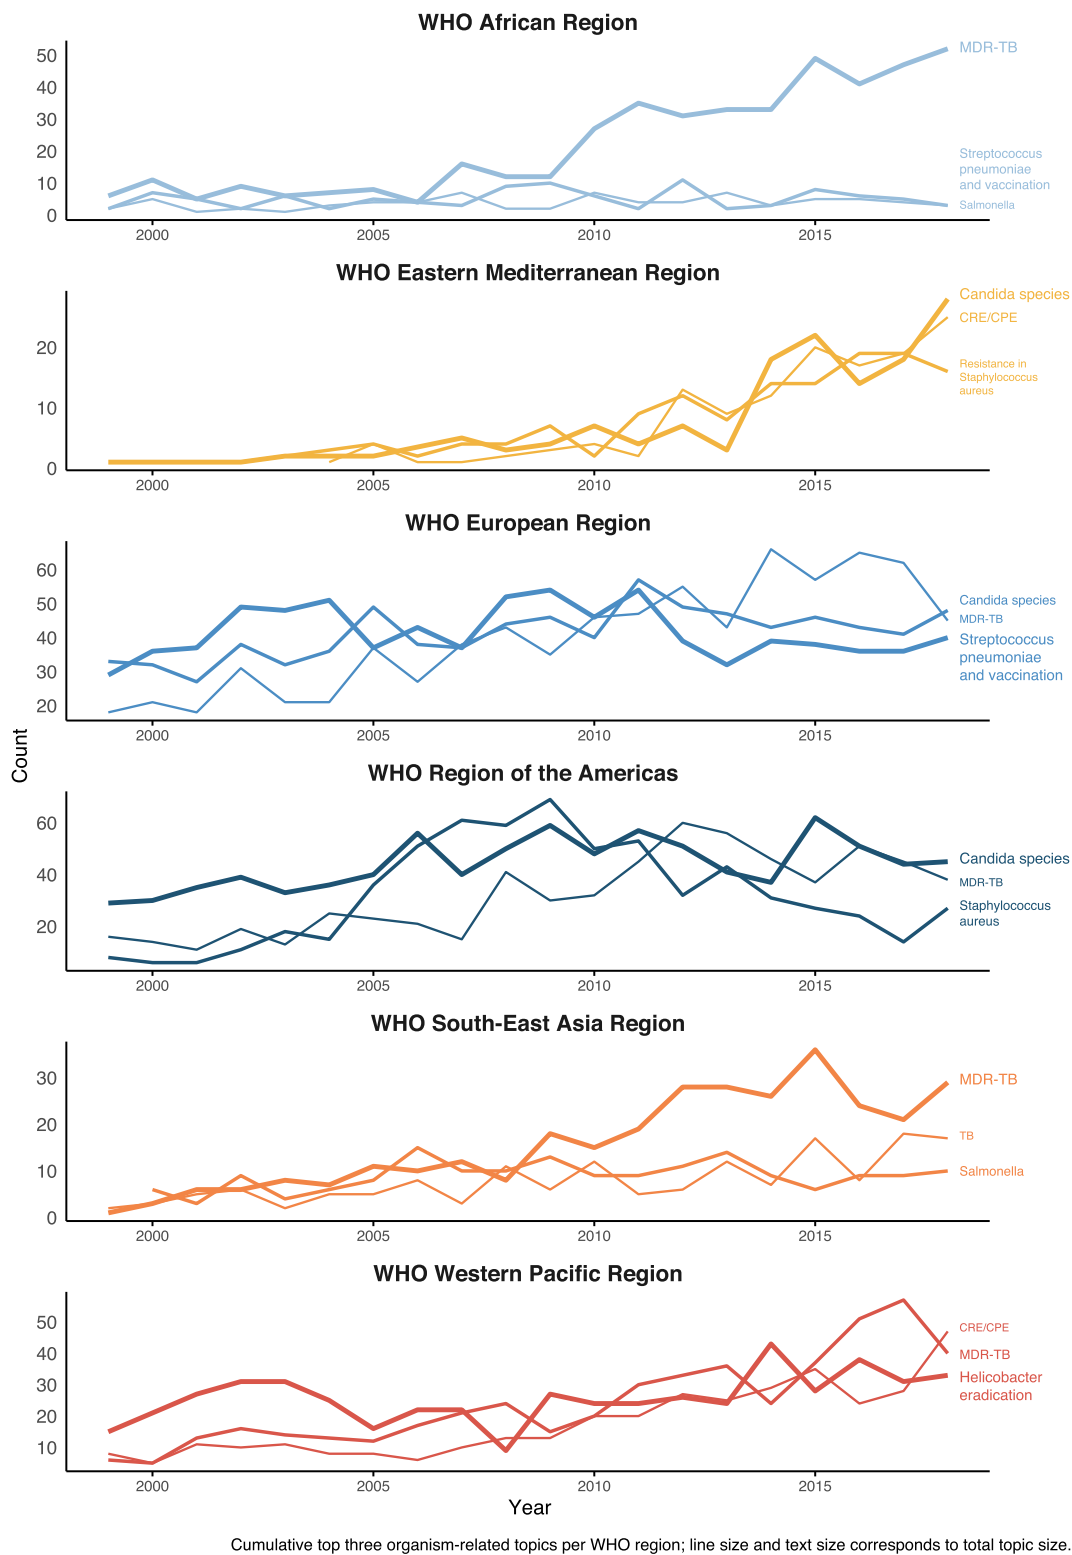 WHO African Region
50
40
30
20
10
0
MDR-TB
Streptococcus
pneumoniae
and vaccination
Salmonella
2000 2005 2010 2015
WHO Eastern Mediterranean Region
20
10
0
Candida species
CRE/CPE
Resistance in
Staphylococcus
aureus
2000 2005 2010 2015
WHO European Region
60
50
40
30
20
Candida species
MDR-TB
Streptococcus
pneumoniae
and vaccination
2000 2005 2010 2015
Count
WHO Region of the Americas
60
40
20
Candida species
MDR-TB
Staphylococcus
aureus
2000 2005 2010 2015
WHO South-East Asia Region
30
20
10
0
MDR-TB
TB
Salmonella
2000 2005 2010 2015
WHO Western Pacific Region
50
40
30
20
10
CRE/CPE
MDR-TB
Helicobacter
eradication
2000 2005 2010 2015
Year
Cumulative top three organism-related topics per WHO region; line size and text size corresponds to total topic size.